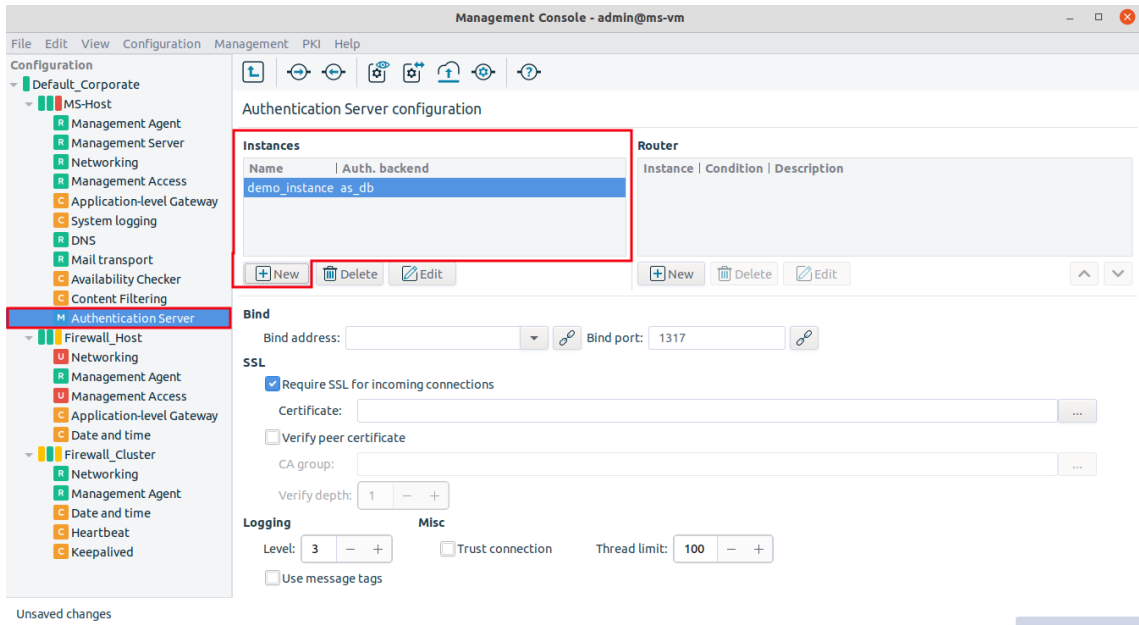 Management Console - admin@ms-vm
File Edit View Configuration Management PKI Help
Configuration
Default_Corporate
MS-Host
R Management Agent
R Management Server
R Networking
R Management Access
C Application-level Gateway
C System logging
R DNS
R Mail transport
C Availability Checker
C Content Filtering
M Authentication Server
Firewall_Host
U Networking
R Management Agent
U Management Access
C Application-level Gateway
C Date and time
Firewall_Cluster
R Networking
R Management Agent
C Date and time
C Heartbeat
C Keepalived
Authentication Server configuration
Instances
Name Auth. backend
demo_instance as_db
New Delete Edit
Router
Instance Condition Description
New Delete Edit
Bind
Bind address: Bind port: 1317
SSL
Require SSL for incoming connections
Certificate: ...
Verify peer certificate
CA group: ...
Verify depth: 1 − +
Logging Misc
Level: 3 − + Trust connection Thread limit: 100 − +
Use message tags
Unsaved changes